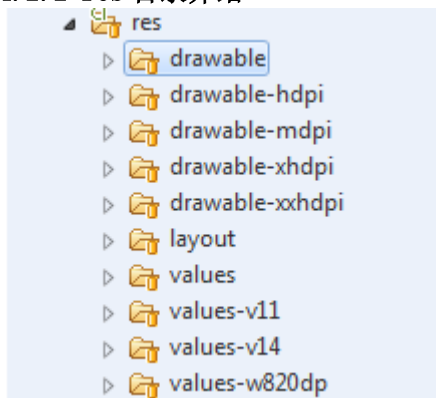 res
drawable
drawable-hdpi
drawable-mdpi
drawable-xhdpi
drawable-xxhdpi
layout
values
values-v11
values-v14
values-w820dp